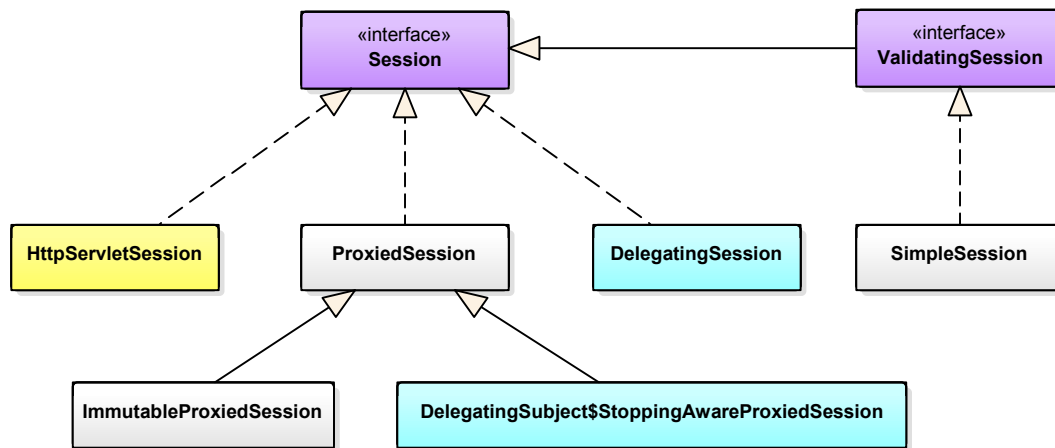 «interface»
Session
«interface»
ValidatingSession
HttpServletSession
ProxiedSession
DelegatingSession
SimpleSession
ImmutableProxiedSession
DelegatingSubject$StoppingAwareProxiedSession